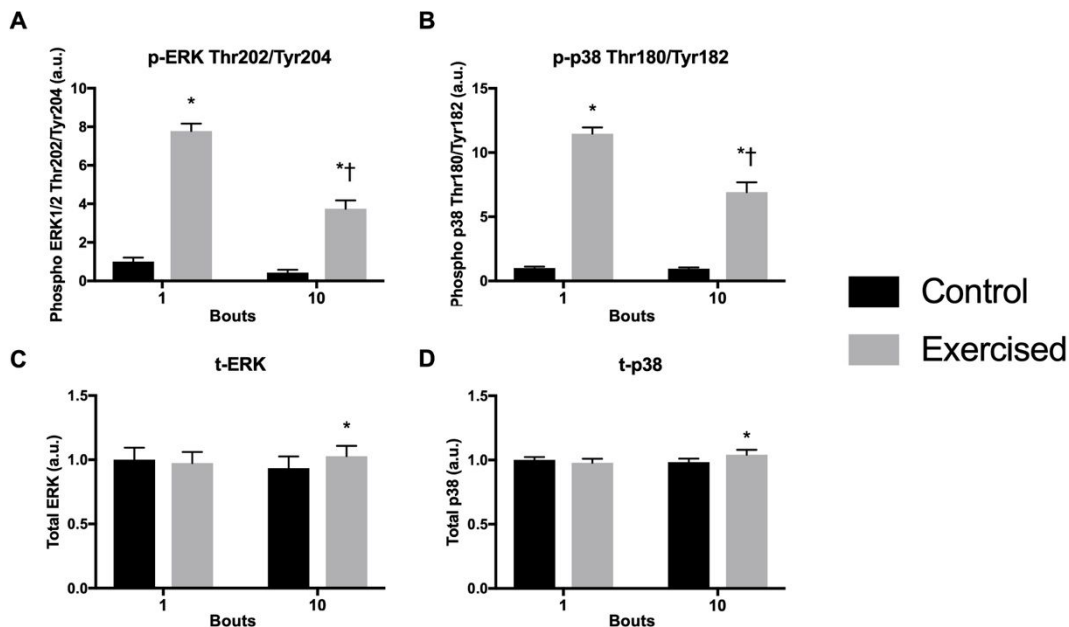 A
p-ERK Thr202/Tyr204
Phospho ERK1/2 Thr202/Tyr204 (a.u.)
10
8
6
4
2
0
*
*†
1
10
Bouts
B
p-p38 Thr180/Tyr182
Phospho p38 Thr180/Tyr182 (a.u.)
15
10
5
0
*
*†
1
10
Bouts
Control
Exercised
C
t-ERK
Total ERK (a.u.)
1.5
1.0
0.5
0.0
*
1
10
Bouts
D
t-p38
Total p38 (a.u.)
1.5
1.0
0.5
0.0
*
1
10
Bouts